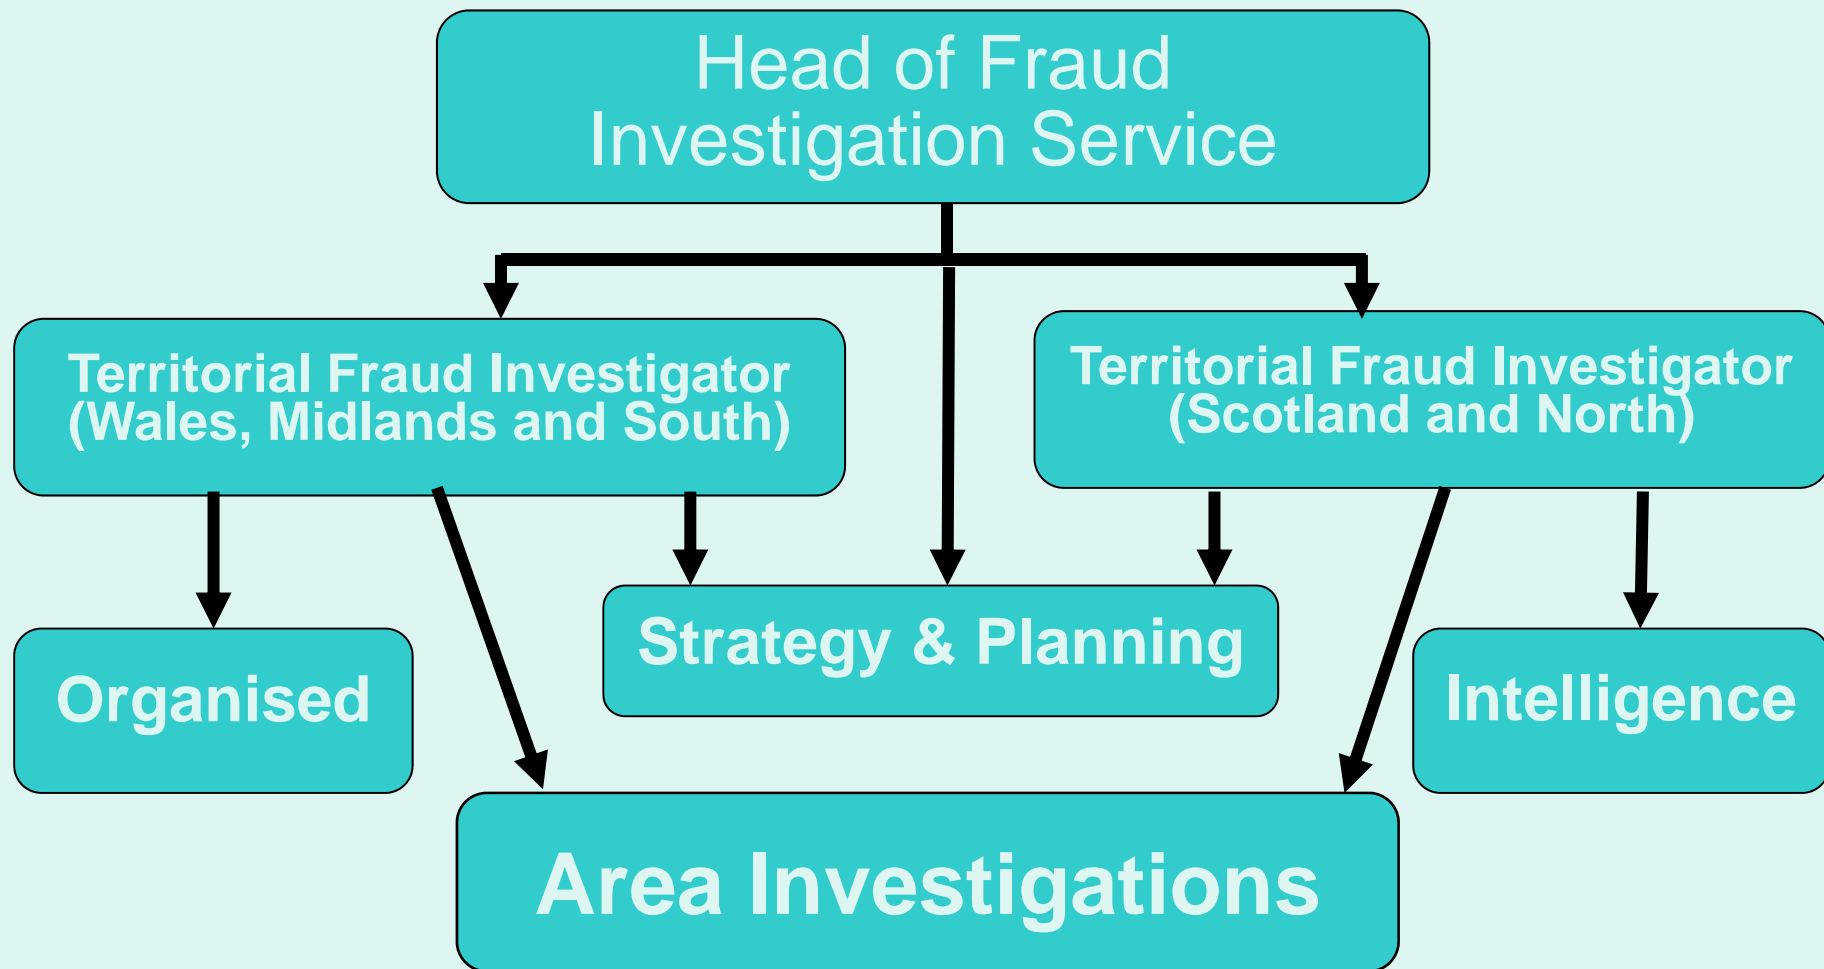 Head of Fraud
Investigation Service
Territorial Fraud Investigator
(Wales, Midlands and South)
Territorial Fraud Investigator
(Scotland and North)
Strategy & Planning
Organised
Intelligence
Area Investigations